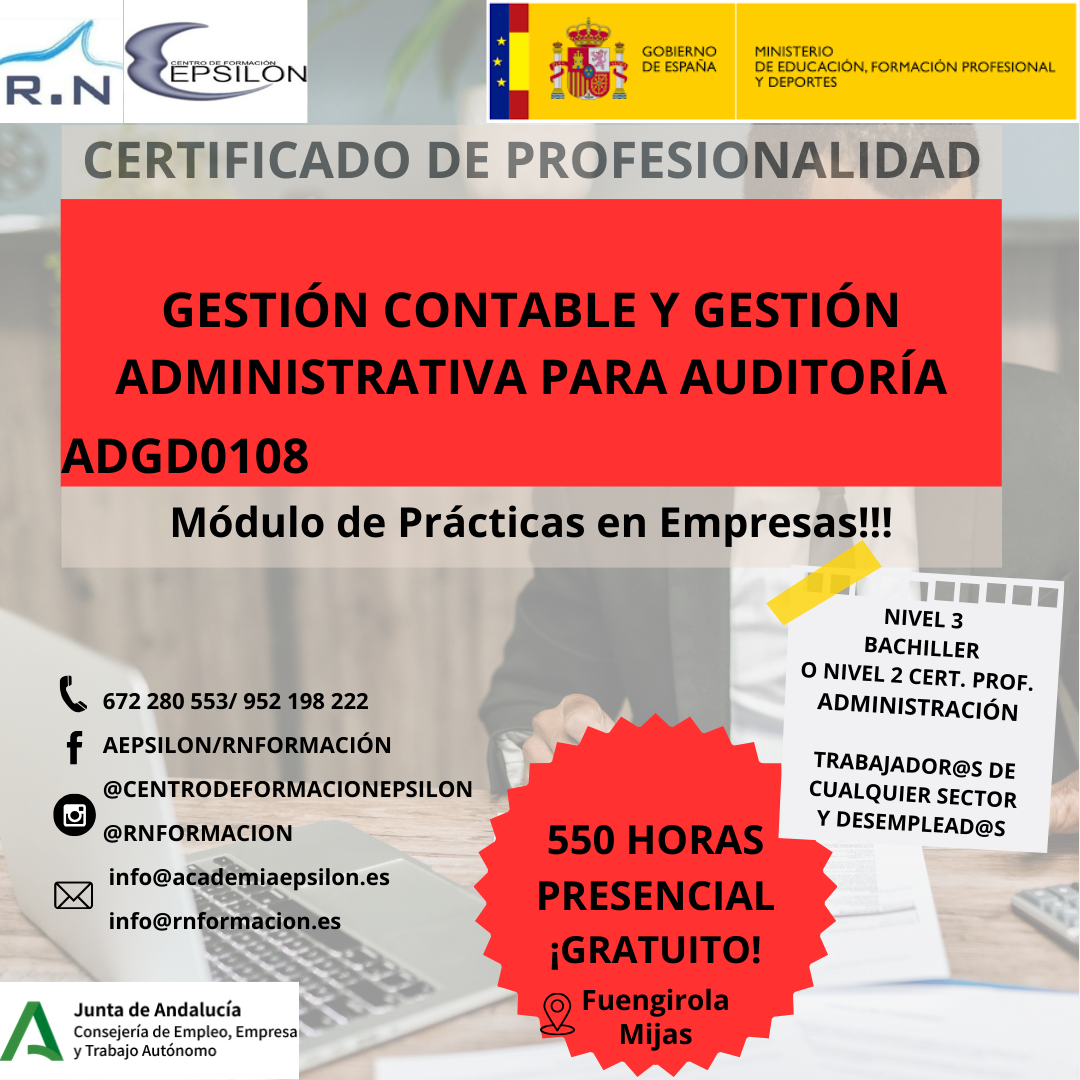 R.N
CENTRO DE FORMACIÓN
EPSILON
GOBIERNO
DE ESPAÑA
MINISTERIO
DE EDUCACIÓN, FORMACIÓN PROFESIONAL
Y DEPORTES
CERTIFICADO DE PROFESIONALIDAD
GESTIÓN CONTABLE Y GESTIÓN
ADMINISTRATIVA PARA AUDITORÍA
ADGD0108
Módulo de Prácticas en Empresas!!!
NIVEL 3
BACHILLER
O NIVEL 2 CERT. PROF.
ADMINISTRACIÓN
TRABAJADOR@S DE
CUALQUIER SECTOR
Y DESEMPLEAD@S
672 280 553/ 952 198 222
AEPSILON/RNFORMACIÓN
@CENTRODEFORMACIONEPSILON
@RNFORMACION
info@academiaepsilon.es
info@rnformacion.es
550 HORAS
PRESENCIAL
¡GRATUITO!
Fuengirola
Mijas
Junta de Andalucía
Consejería de Empleo, Empresa
y Trabajo Autónomo